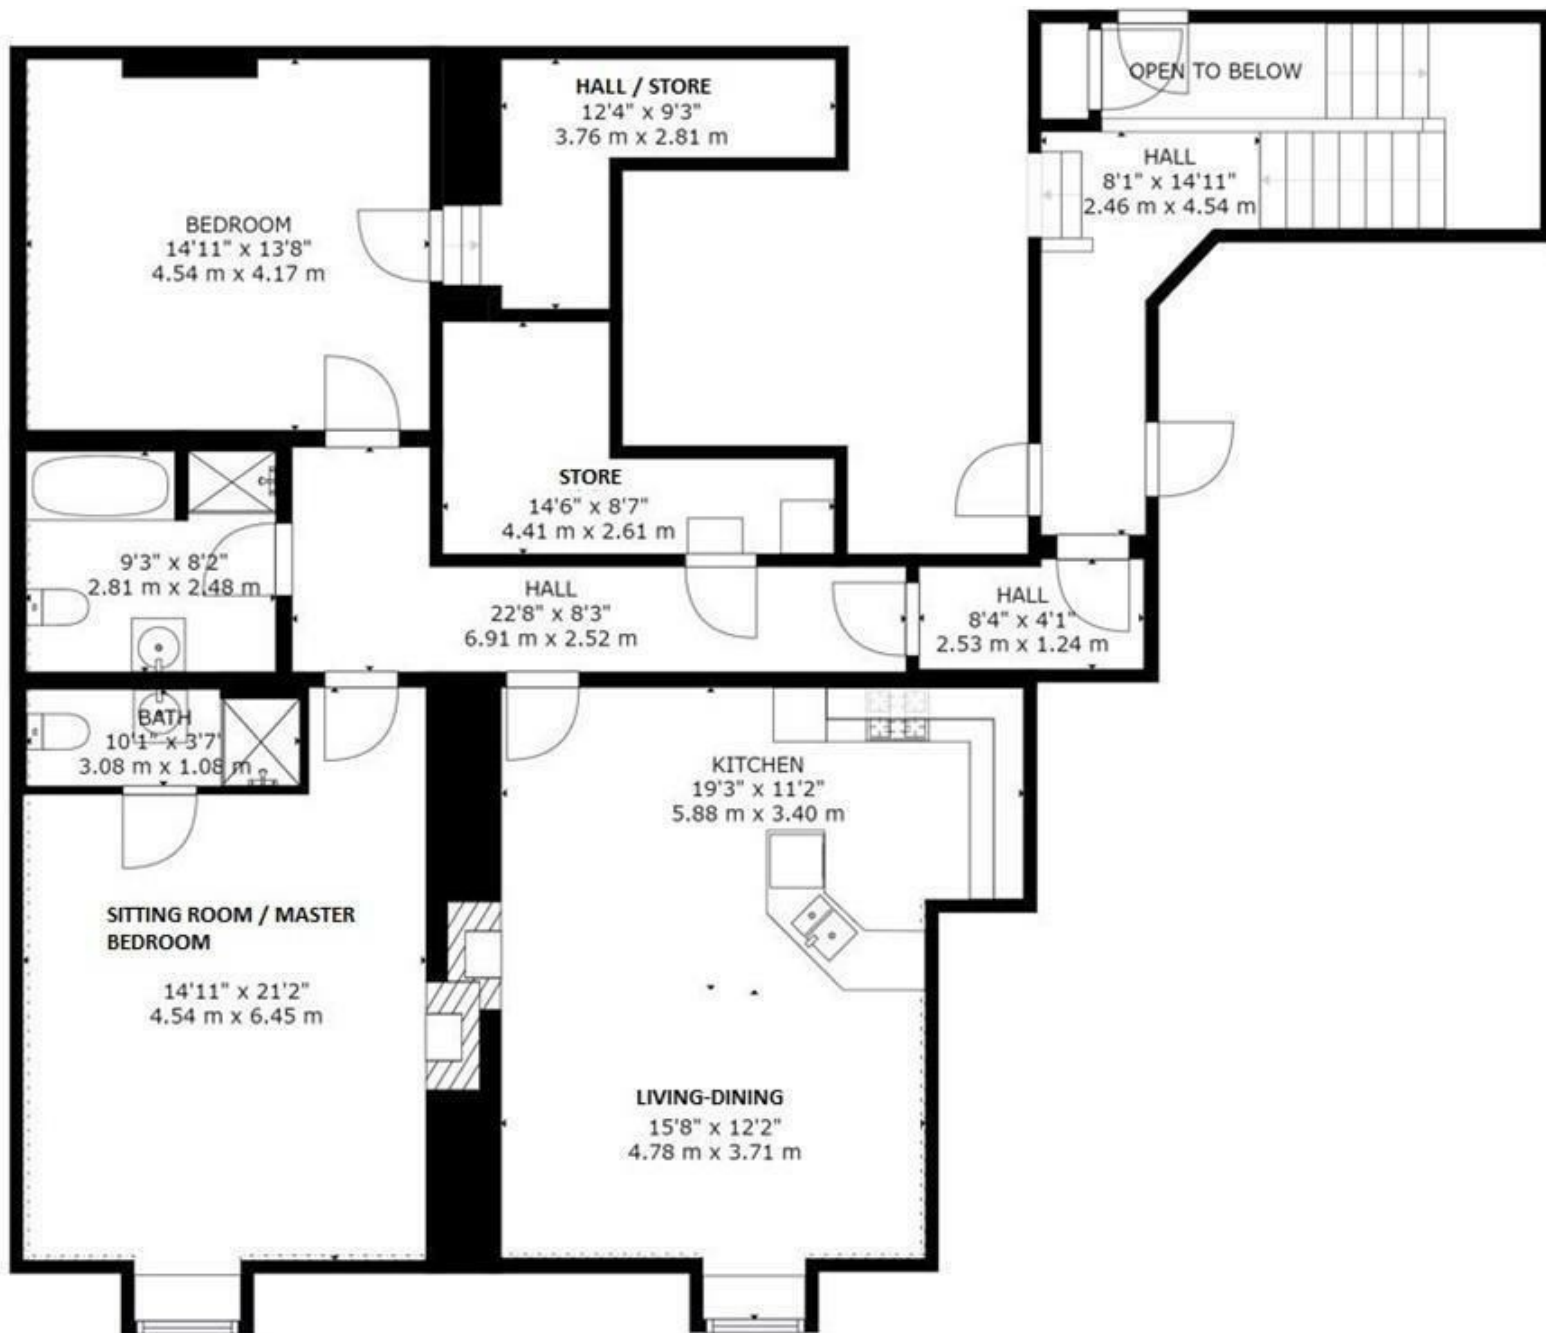 HALL / STORE
12'4" x 9'3"
3.76 m x 2.81 m
OPEN TO BELOW
HALL
8'1" x 14'11"
2.46 m x 4.54 m
BEDROOM
14'11" x 13'8"
4.54 m x 4.17 m
STORE
14'6" x 8'7"
4.41 m x 2.61 m
9'3" x 8'2"
2.81 m x 2.48 m
HALL
22'8" x 8'3"
6.91 m x 2.52 m
HALL
8'4" x 4'1"
2.53 m x 1.24 m
BATH
10'1" x 3'7"
3.08 m x 1.08 m
KITCHEN
19'3" x 11'2"
5.88 m x 3.40 m
SITTING ROOM / MASTER
BEDROOM
14'11" x 21'2"
4.54 m x 6.45 m
LIVING-DINING
15'8" x 12'2"
4.78 m x 3.71 m